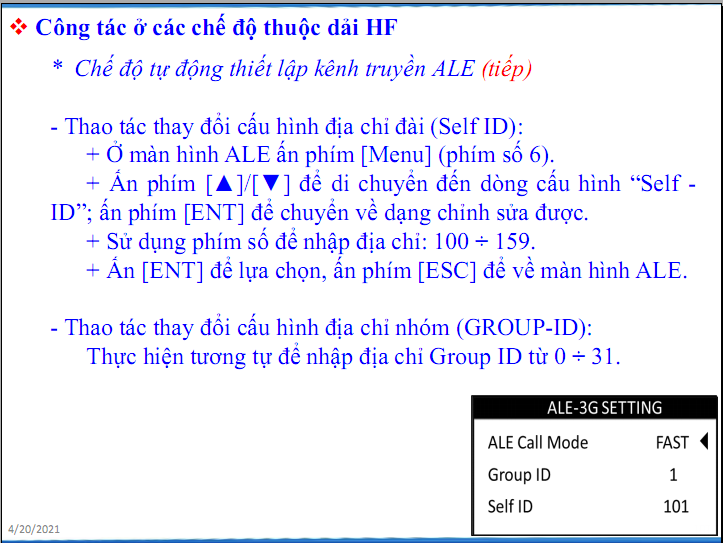 ❖ Công tác ở các chế độ thuộc dải HF
* Chế độ tự động thiết lập kênh truyền ALE (tiếp)
- Thao tác thay đổi cấu hình địa chỉ đài (Self ID):
+ Ở màn hình ALE ấn phím [Menu] (phím số 6).
+ Ấn phím [▲]/[▼] để di chuyển đến dòng cấu hình “Self -
ID”; ấn phím [ENT] để chuyển về dạng chỉnh sửa được.
+ Sử dụng phím số để nhập địa chỉ: 100 ÷ 159.
+ Ấn [ENT] để lựa chọn, ấn phím [ESC] để về màn hình ALE.
- Thao tác thay đổi cấu hình địa chỉ nhóm (GROUP-ID):
Thực hiện tương tự để nhập địa chỉ Group ID từ 0 ÷ 31.
ALE-3G SETTING
ALE Call Mode FAST ◀
Group ID 1
Self ID 101
4/20/2021